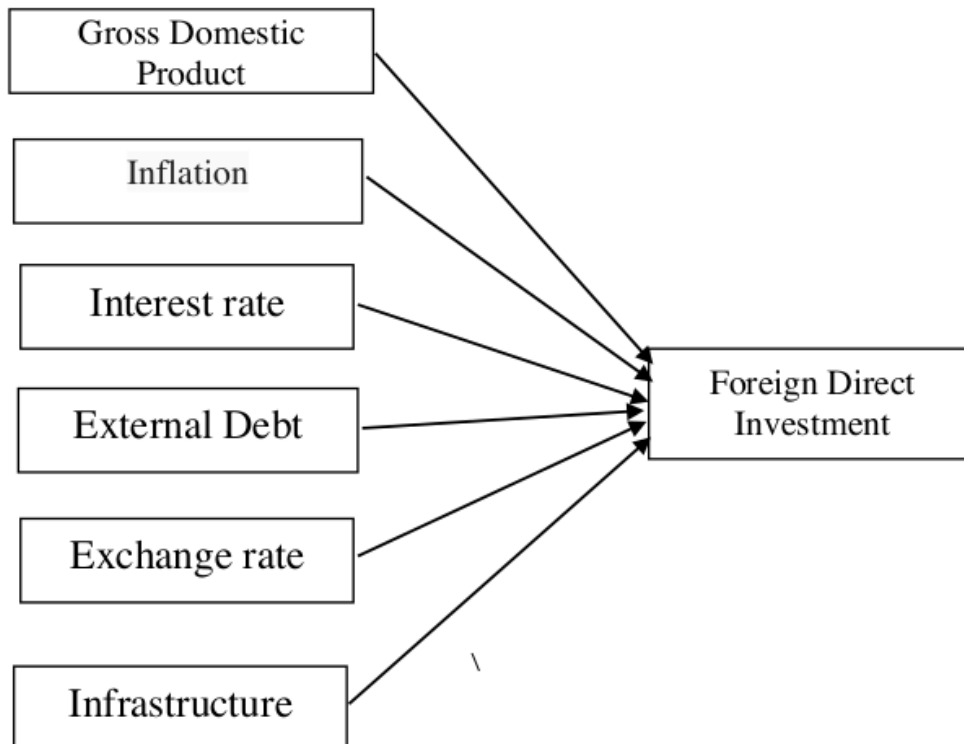 Gross Domestic
Product
Inflation
Interest rate
External Debt
Exchange rate
Infrastructure
Foreign Direct
Investment
\